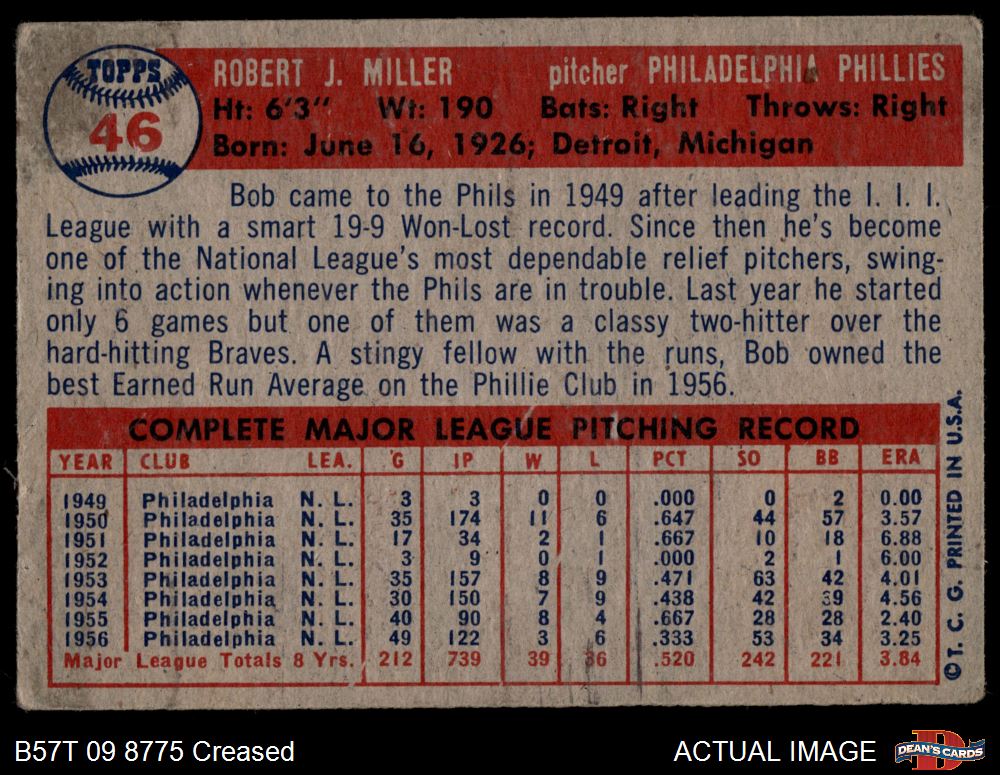 TOPPS
46
ROBERT J. MILLER pitcher PHILADELPHIA PHILLIES
Ht: 6'3" Wt: 190 Bats: Right Throws: Right
Born: June 16, 1926; Detroit, Michigan
Bob came to the Phils in 1949 after leading the I. I. I.
League with a smart 19-9 Won-Lost record. Since then he's become
one of the National League's most dependable relief pitchers, swing-
ing into action whenever the Phils are in trouble. Last year he started
only 6 games but one of them was a classy two-hitter over the
hard-hitting Braves. A stingy fellow with the runs, Bob owned the
best Earned Run Average on the Phillie Club in 1956.
COMPLETE MAJOR LEAGUE PITCHING RECORD
YEAR CLUB LEA. G IP W L PCT SO BB ERA
1949 Philadelphia N. L. 3 3 0 0 .000 0 2 0.00
1950 Philadelphia N. L. 35 174 11 6 .647 44 57 3.57
1951 Philadelphia N. L. 17 34 2 1 .667 10 18 6.88
1952 Philadelphia N. L. 3 9 0 1 .000 2 1 6.00
1953 Philadelphia N. L. 35 157 8 9 .471 63 42 4.01
1954 Philadelphia N. L. 30 150 7 9 .438 42 39 4.56
1955 Philadelphia N. L. 40 90 8 4 .667 28 28 2.40
1956 Philadelphia N. L. 49 122 3 6 .333 53 34 3.25
Major League Totals 8 Yrs. 212 739 39 36 .520 242 221 3.84
© T. C. G. PRINTED IN U.S.A.
B57T 09 8775 Creased
ACTUAL IMAGE
D
DEAN'S CARDS